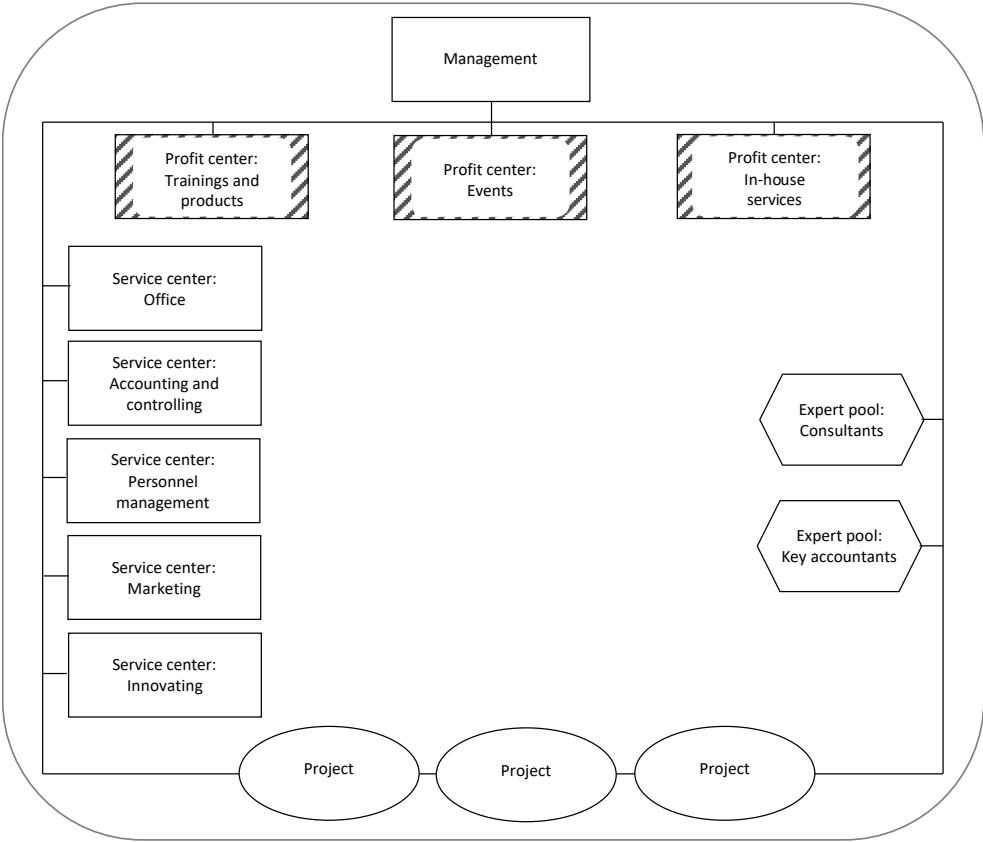 Management
Profit center:
Trainings and
products
Profit center:
Events
Profit center:
In-house
services
Service center:
Office
Service center:
Accounting and
controlling
Service center:
Personnel
management
Service center:
Marketing
Service center:
Innovating
Expert pool:
Consultants
Expert pool:
Key accountants
Project
Project
Project